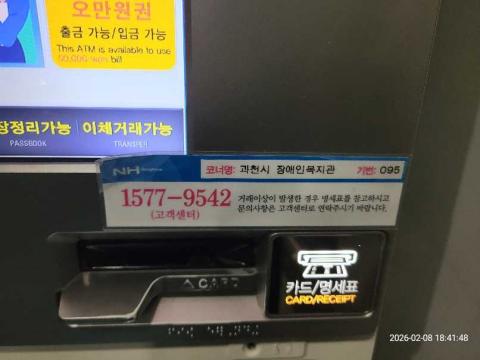 오만원권
출금 가능/입금 가능
This ATM is available to use
50,000 won bill
장정리가능 이체거래가능
PASSBOOK TRANSFER
NH
코너명: 과천시 장애인복지관 기번: 095
1577-9542
(고객센터)
거래이상이 발생한 경우 명세표를 참고하시고
문의사항은 고객센터로 연락주시기 바랍니다.
CARD
카드/명세표
CARD/RECEIPT
2026-02-08 18:41:48